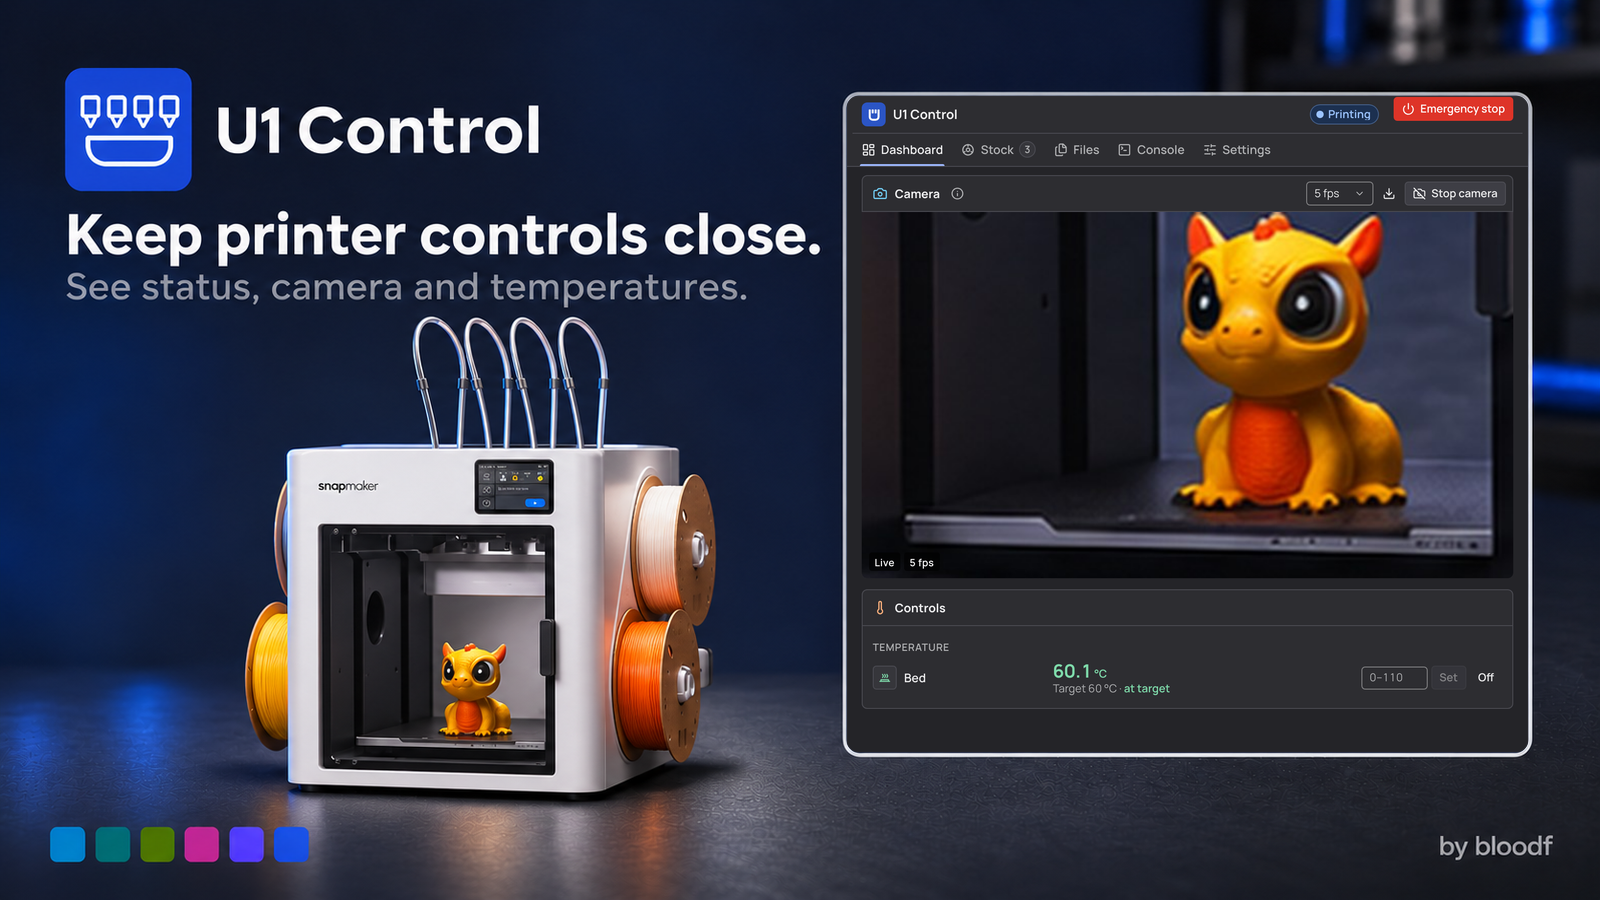 U1 Control
Keep printer controls close.
See status, camera and temperatures.
snapmaker
U1 Control
Printing
Emergency stop
Dashboard
Stock 3
Files
Console
Settings
Camera
5 fps
Stop camera
Live
5 fps
Controls
TEMPERATURE
Bed
60.1 °C
Target 60 °C · at target
0–110
Set
Off
by bloodf